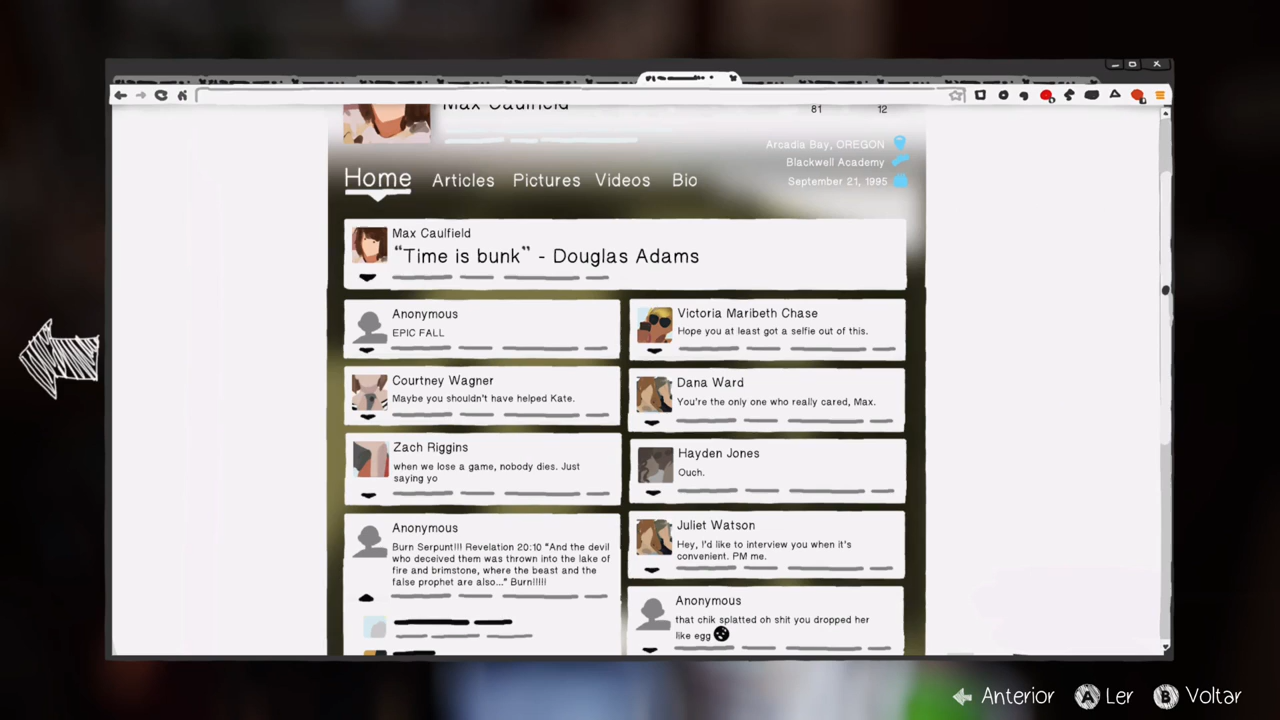 Max Caulfield
81 12
Arcadia Bay, OREGON
Blackwell Academy
September 21, 1995
Home Articles Pictures Videos Bio
Max Caulfield
“Time is bunk” - Douglas Adams
Anonymous
EPIC FALL
Courtney Wagner
Maybe you shouldn't have helped Kate.
Zach Riggins
when we lose a game, nobody dies. Just
saying yo
Anonymous
Burn Serpunt!!! Revelation 20:10 “And the devil
who deceived them was thrown into the lake of
fire and brimstone, where the beast and the
false prophet are also...” Burn!!!!!
Victoria Maribeth Chase
Hope you at least got a selfie out of this.
Dana Ward
You're the only one who really cared, Max.
Hayden Jones
Ouch.
Juliet Watson
Hey, I'd like to interview you when it's
convenient. PM me.
Anonymous
that chik splatted oh shit you dropped her
like egg
Anterior A Ler B Voltar